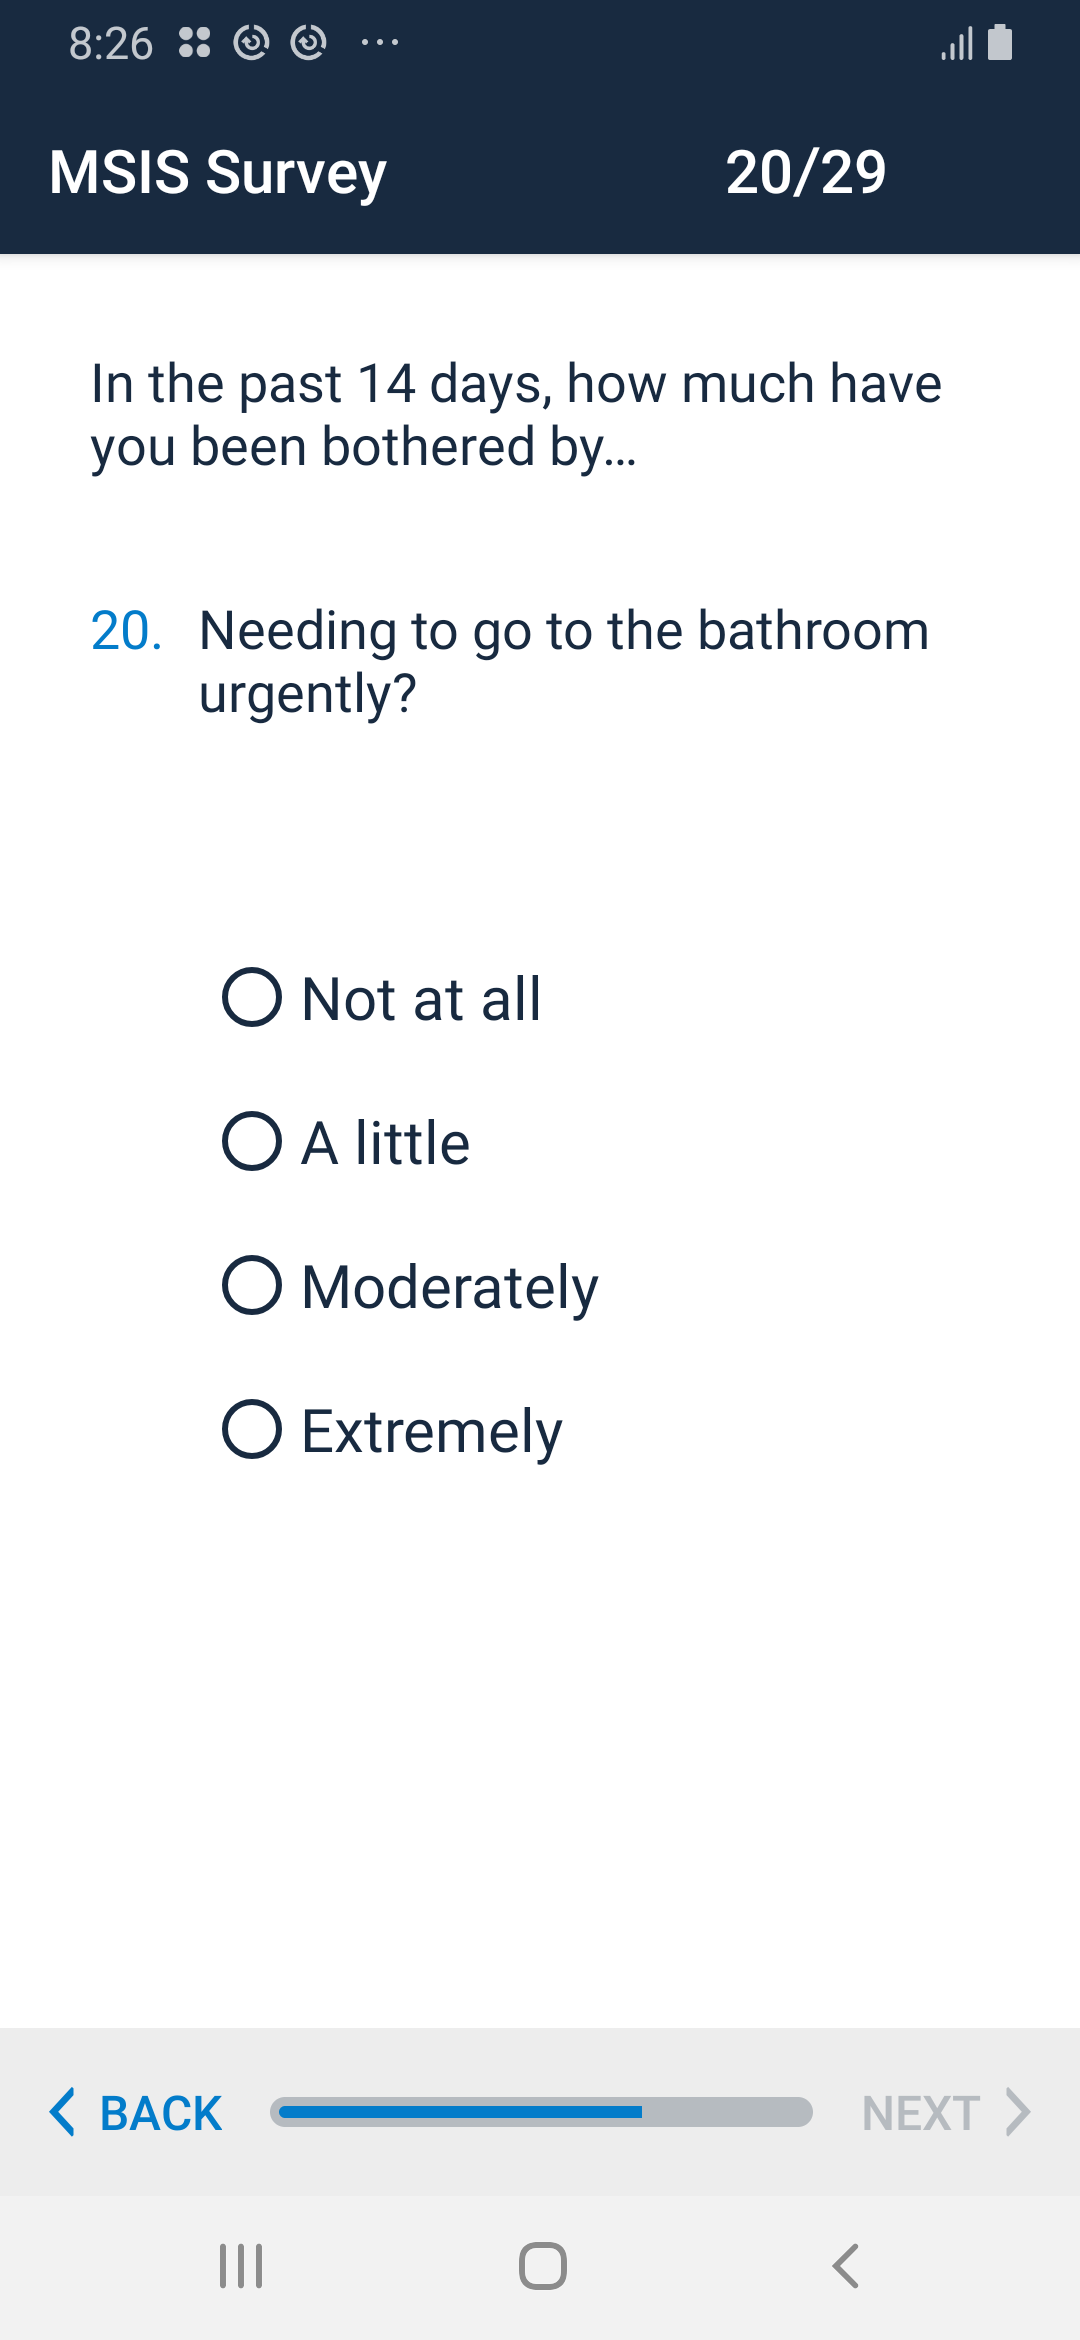 8:26
MSIS Survey 20/29
In the past 14 days, how much have
you been bothered by...
20. Needing to go to the bathroom
urgently?
Not at all
A little
Moderately
Extremely
BACK NEXT